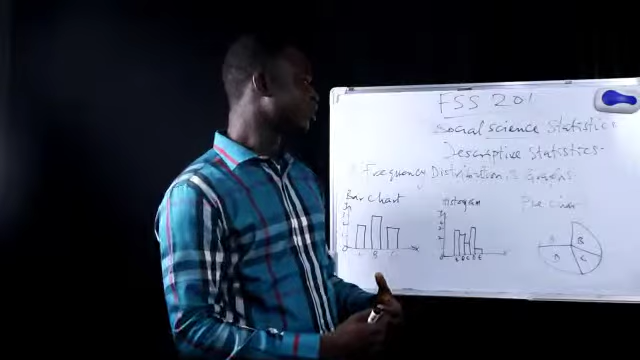 FSS 201
Social science Statistics
Descriptive Statistics
Frequency Distribution & Graphs
Bar Chart
Histogram
Pie chart
A B C
A B C D E
A B
D C